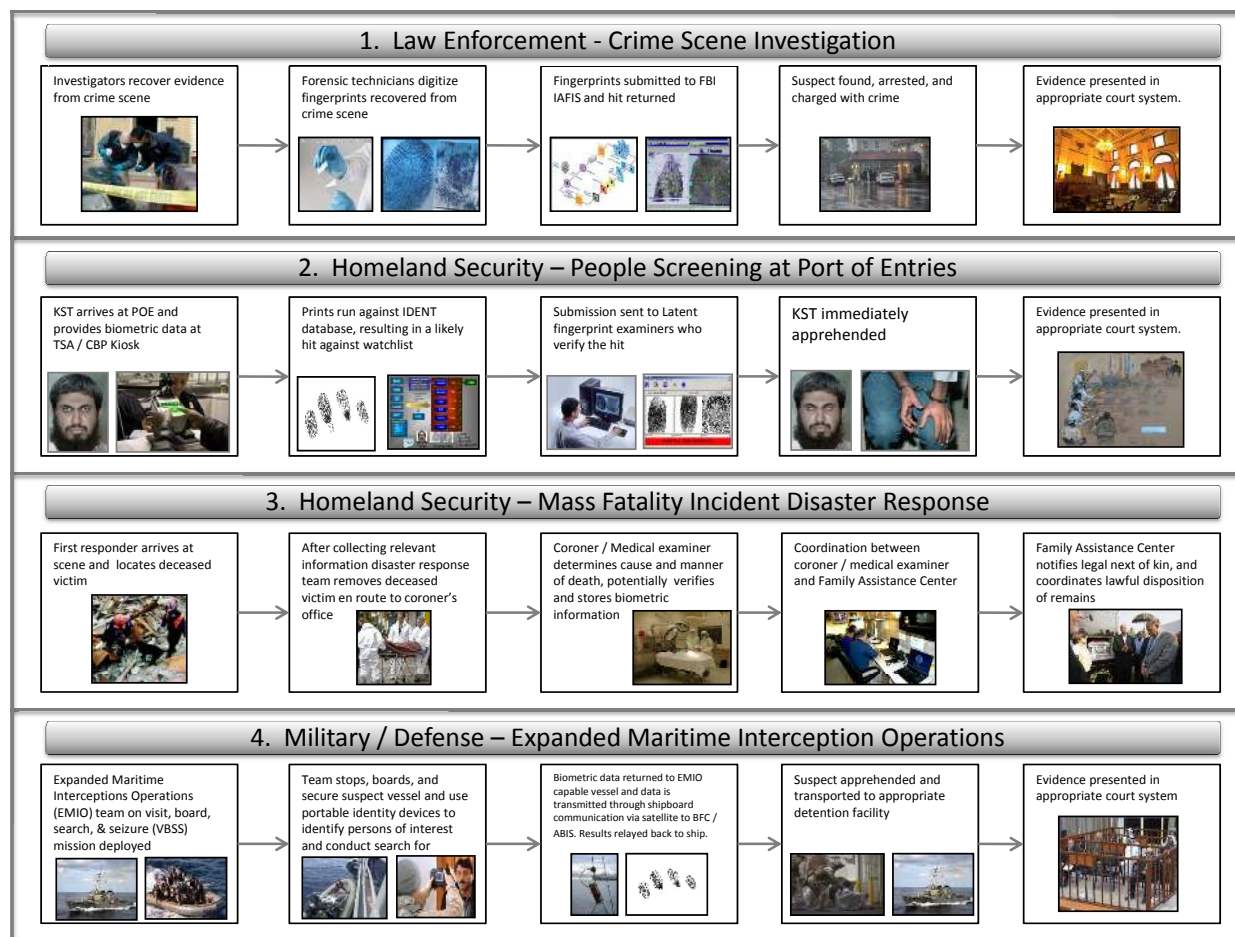 1. Law Enforcement - Crime Scene Investigation
Investigators recover evidence
from crime scene
Forensic technicians digitize
fingerprints recovered from
crime scene
Fingerprints submitted to FBI
IAFIS and hit returned
Suspect found, arrested, and
charged with crime
Evidence presented in
appropriate court system.
2. Homeland Security – People Screening at Port of Entries
KST arrives at POE and
provides biometric data at
TSA / CBP Kiosk
Prints run against IDENT
database, resulting in a likely
hit against watchlist
Submission sent to Latent
fingerprint examiners who
verify the hit
KST immediately
apprehended
Evidence presented in
appropriate court system.
3. Homeland Security – Mass Fatality Incident Disaster Response
First responder arrives at
scene and locates deceased
victim
After collecting relevant
information disaster response
team removes deceased
victim en route to coroner's
office
Coroner / Medical examiner
determines cause and manner
of death, potentially verifies
and stores biometric
information
Coordination between
coroner / medical examiner
and Family Assistance Center
Family Assistance Center
notifies legal next of kin, and
coordinates lawful disposition
of remains
4. Military / Defense – Expanded Maritime Interception Operations
Expanded Maritime
Interceptions Operations
(EMIO) team on visit, board,
search, & seizure (VBSS)
mission deployed
Team stops, boards, and
secure suspect vessel and use
portable identity devices to
identify persons of interest
and conduct search for
Biometric data returned to EMIO
capable vessel and data is
transmitted through shipboard
communication via satellite to BFC /
ABIS. Results relayed back to ship.
Suspect apprehended and
transported to appropriate
detention facility
Evidence presented in
appropriate court system